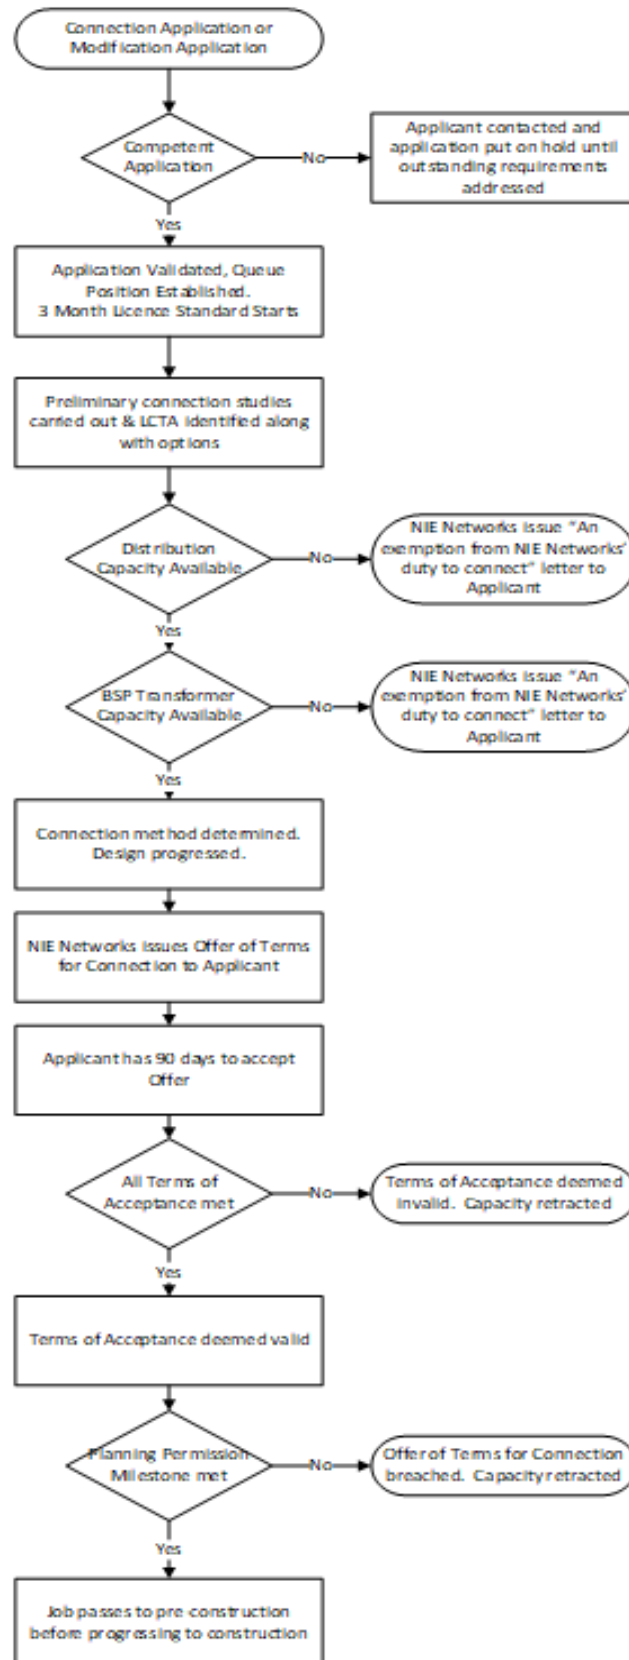 Connection Application or
Modification Application
Competent
Application
No
Applicant contacted and
application put on hold until
outstanding requirements
addressed
Yes
Application Validated, Queue
Position Established.
3 Month Licence Standard Starts
Preliminary connection studies
carried out & LCTA identified along
with options
Distribution
Capacity Available
No
NIE Networks issue "An
exemption from NIE Networks'
duty to connect" letter to
Applicant
Yes
BSP Transformer
Capacity Available
No
NIE Networks issue "An
exemption from NIE Networks'
duty to connect" letter to
Applicant
Yes
Connection method determined.
Design progressed.
NIE Networks issues Offer of Terms
for Connection to Applicant
Applicant has 90 days to accept
Offer
All Terms of
Acceptance met
No
Terms of Acceptance deemed
invalid. Capacity retracted
Yes
Terms of Acceptance deemed valid
Planning Permission
Milestone met
No
Offer of Terms for Connection
breached. Capacity retracted
Yes
Job passes to pre construction
before progressing to construction